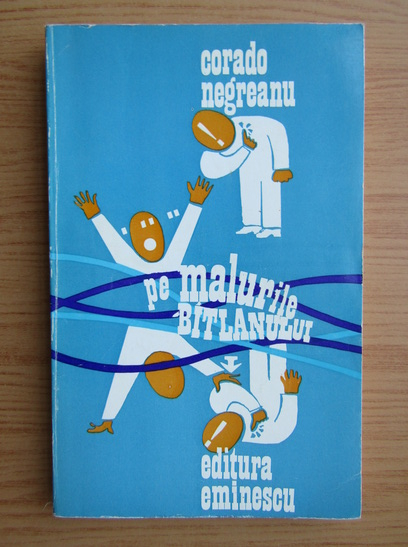 corado
negreanu
pe malurile
BÎTLANULUI
editura
eminescu